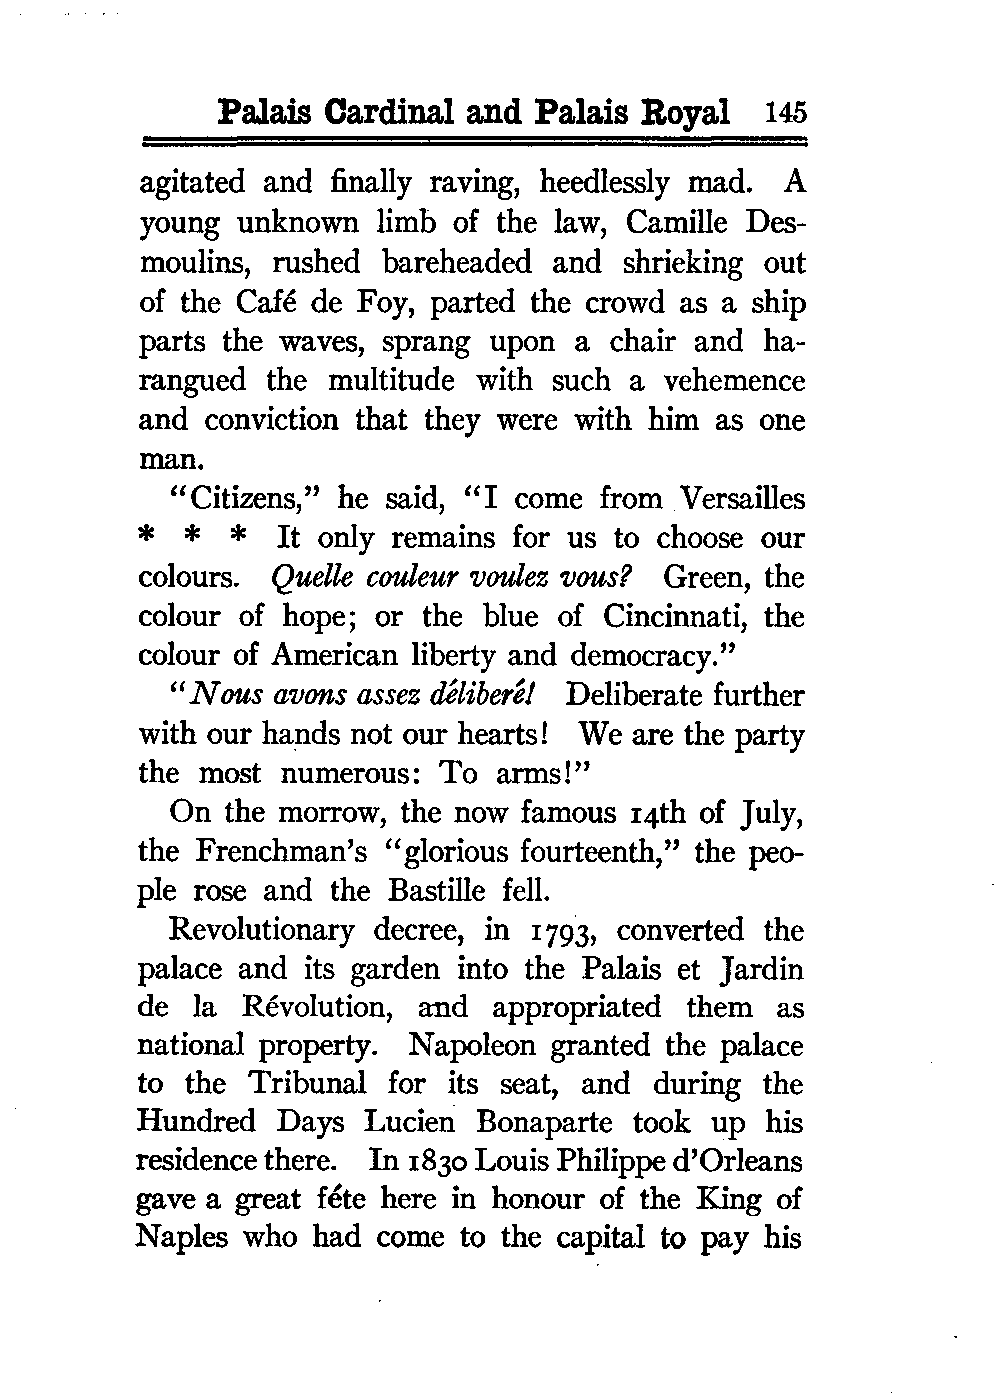 Palais Cardinal and Palais Royal 145
agitated and finally raving, heedlessly mad. A
young unknown limb of the law, Camille Des-
moulins, rushed bareheaded and shrieking out
of the Café de Foy, parted the crowd as a ship
parts the waves, sprang upon a chair and ha-
rangued the multitude with such a vehemence
and conviction that they were with him as one
man.
"Citizens," he said, "I come from Versailles
* * * It only remains for us to choose our
colours. Quelle couleur voulez vous? Green, the
colour of hope; or the blue of Cincinnati, the
colour of American liberty and democracy."
"Nous avons assez déliberé! Deliberate further
with our hands not our hearts! We are the party
the most numerous: To arms!"
On the morrow, the now famous 14th of July,
the Frenchman's "glorious fourteenth," the peo-
ple rose and the Bastille fell.
Revolutionary decree, in 1793, converted the
palace and its garden into the Palais et Jardin
de la Révolution, and appropriated them as
national property. Napoleon granted the palace
to the Tribunal for its seat, and during the
Hundred Days Lucien Bonaparte took up his
residence there. In 1830 Louis Philippe d'Orleans
gave a great féte here in honour of the King of
Naples who had come to the capital to pay his